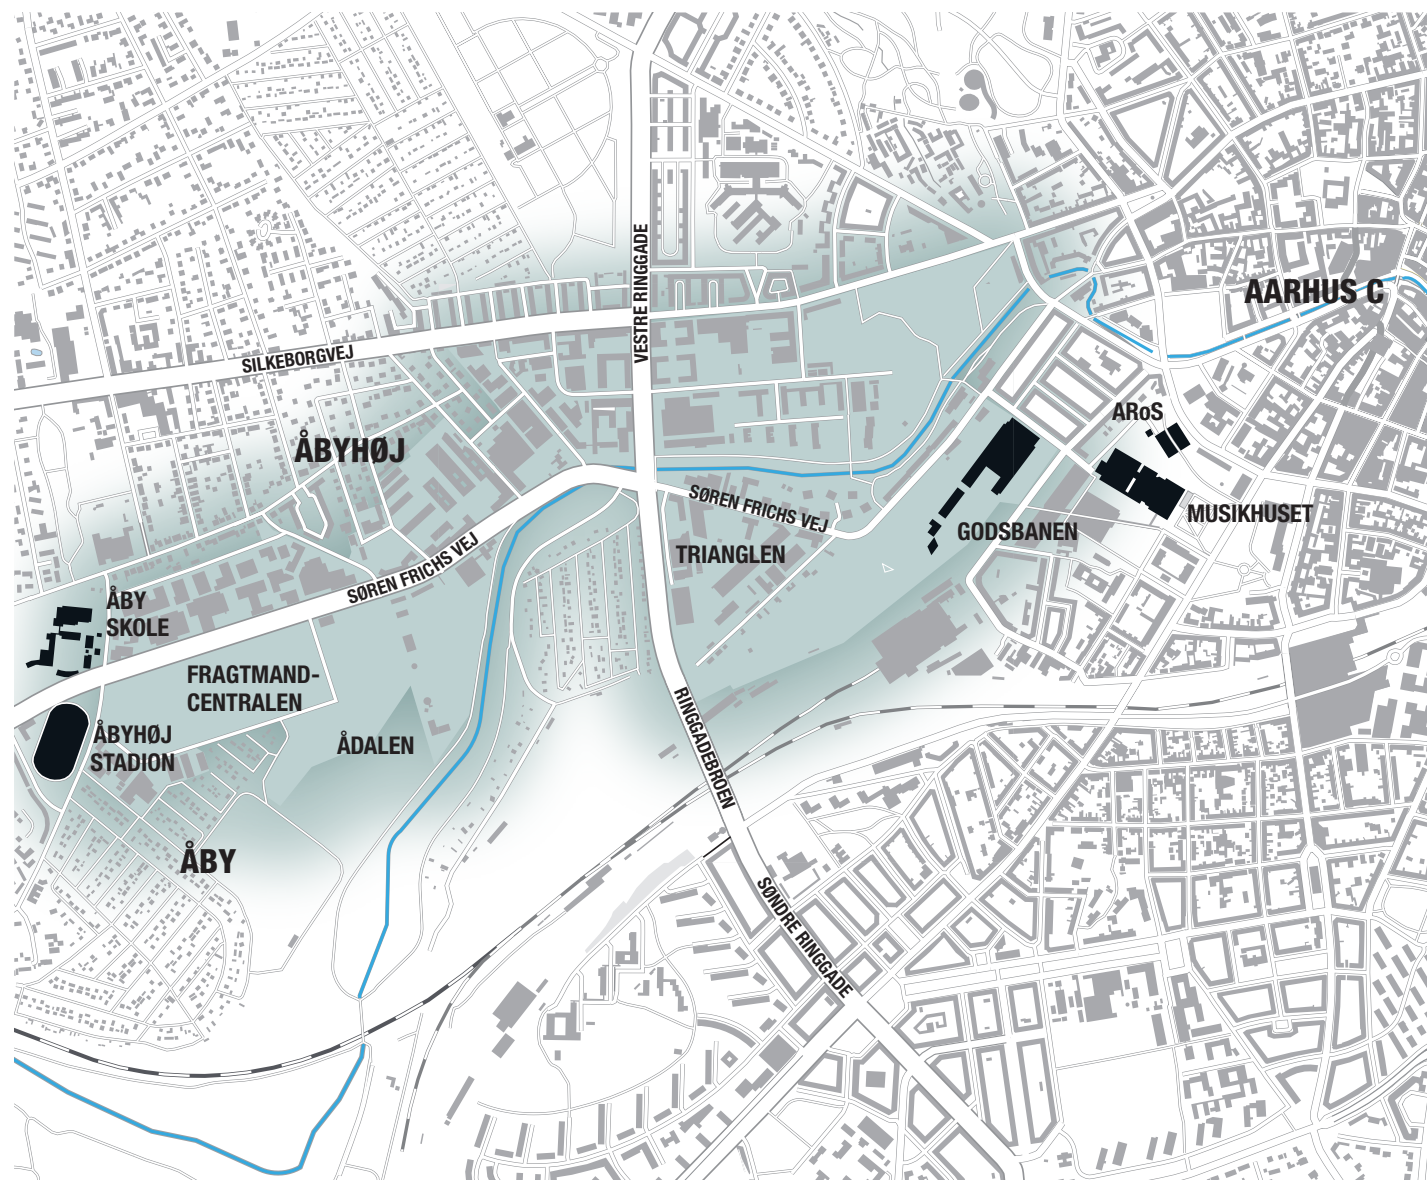 VESTRE RINGGADE
AARHUS C
SILKEBORGVEJ
ARoS
ÅBYHØJ
SØREN FRICHS VEJ
MUSIKHUSET
GODSBANEN
TRIANGLEN
SØREN FRICHS VEJ
ÅBY
SKOLE
FRAGTMAND-
CENTRALEN
RINGGADEBROEN
ÅBYHØJ
STADION
ÅDALEN
ÅBY
SØNDRE RINGGADE